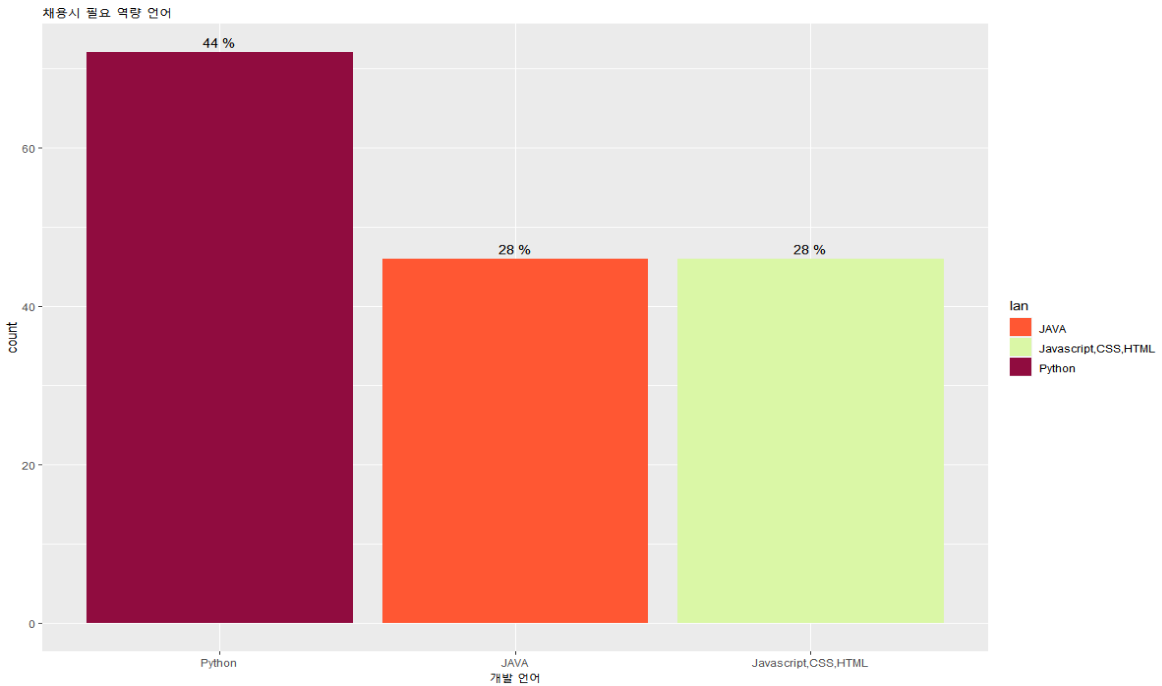 채용시 필요 역량 언어
44 %
28 %
28 %
60
40
20
0
count
Python
JAVA
Javascript,CSS,HTML
개발 언어
lan
JAVA
Javascript,CSS,HTML
Python